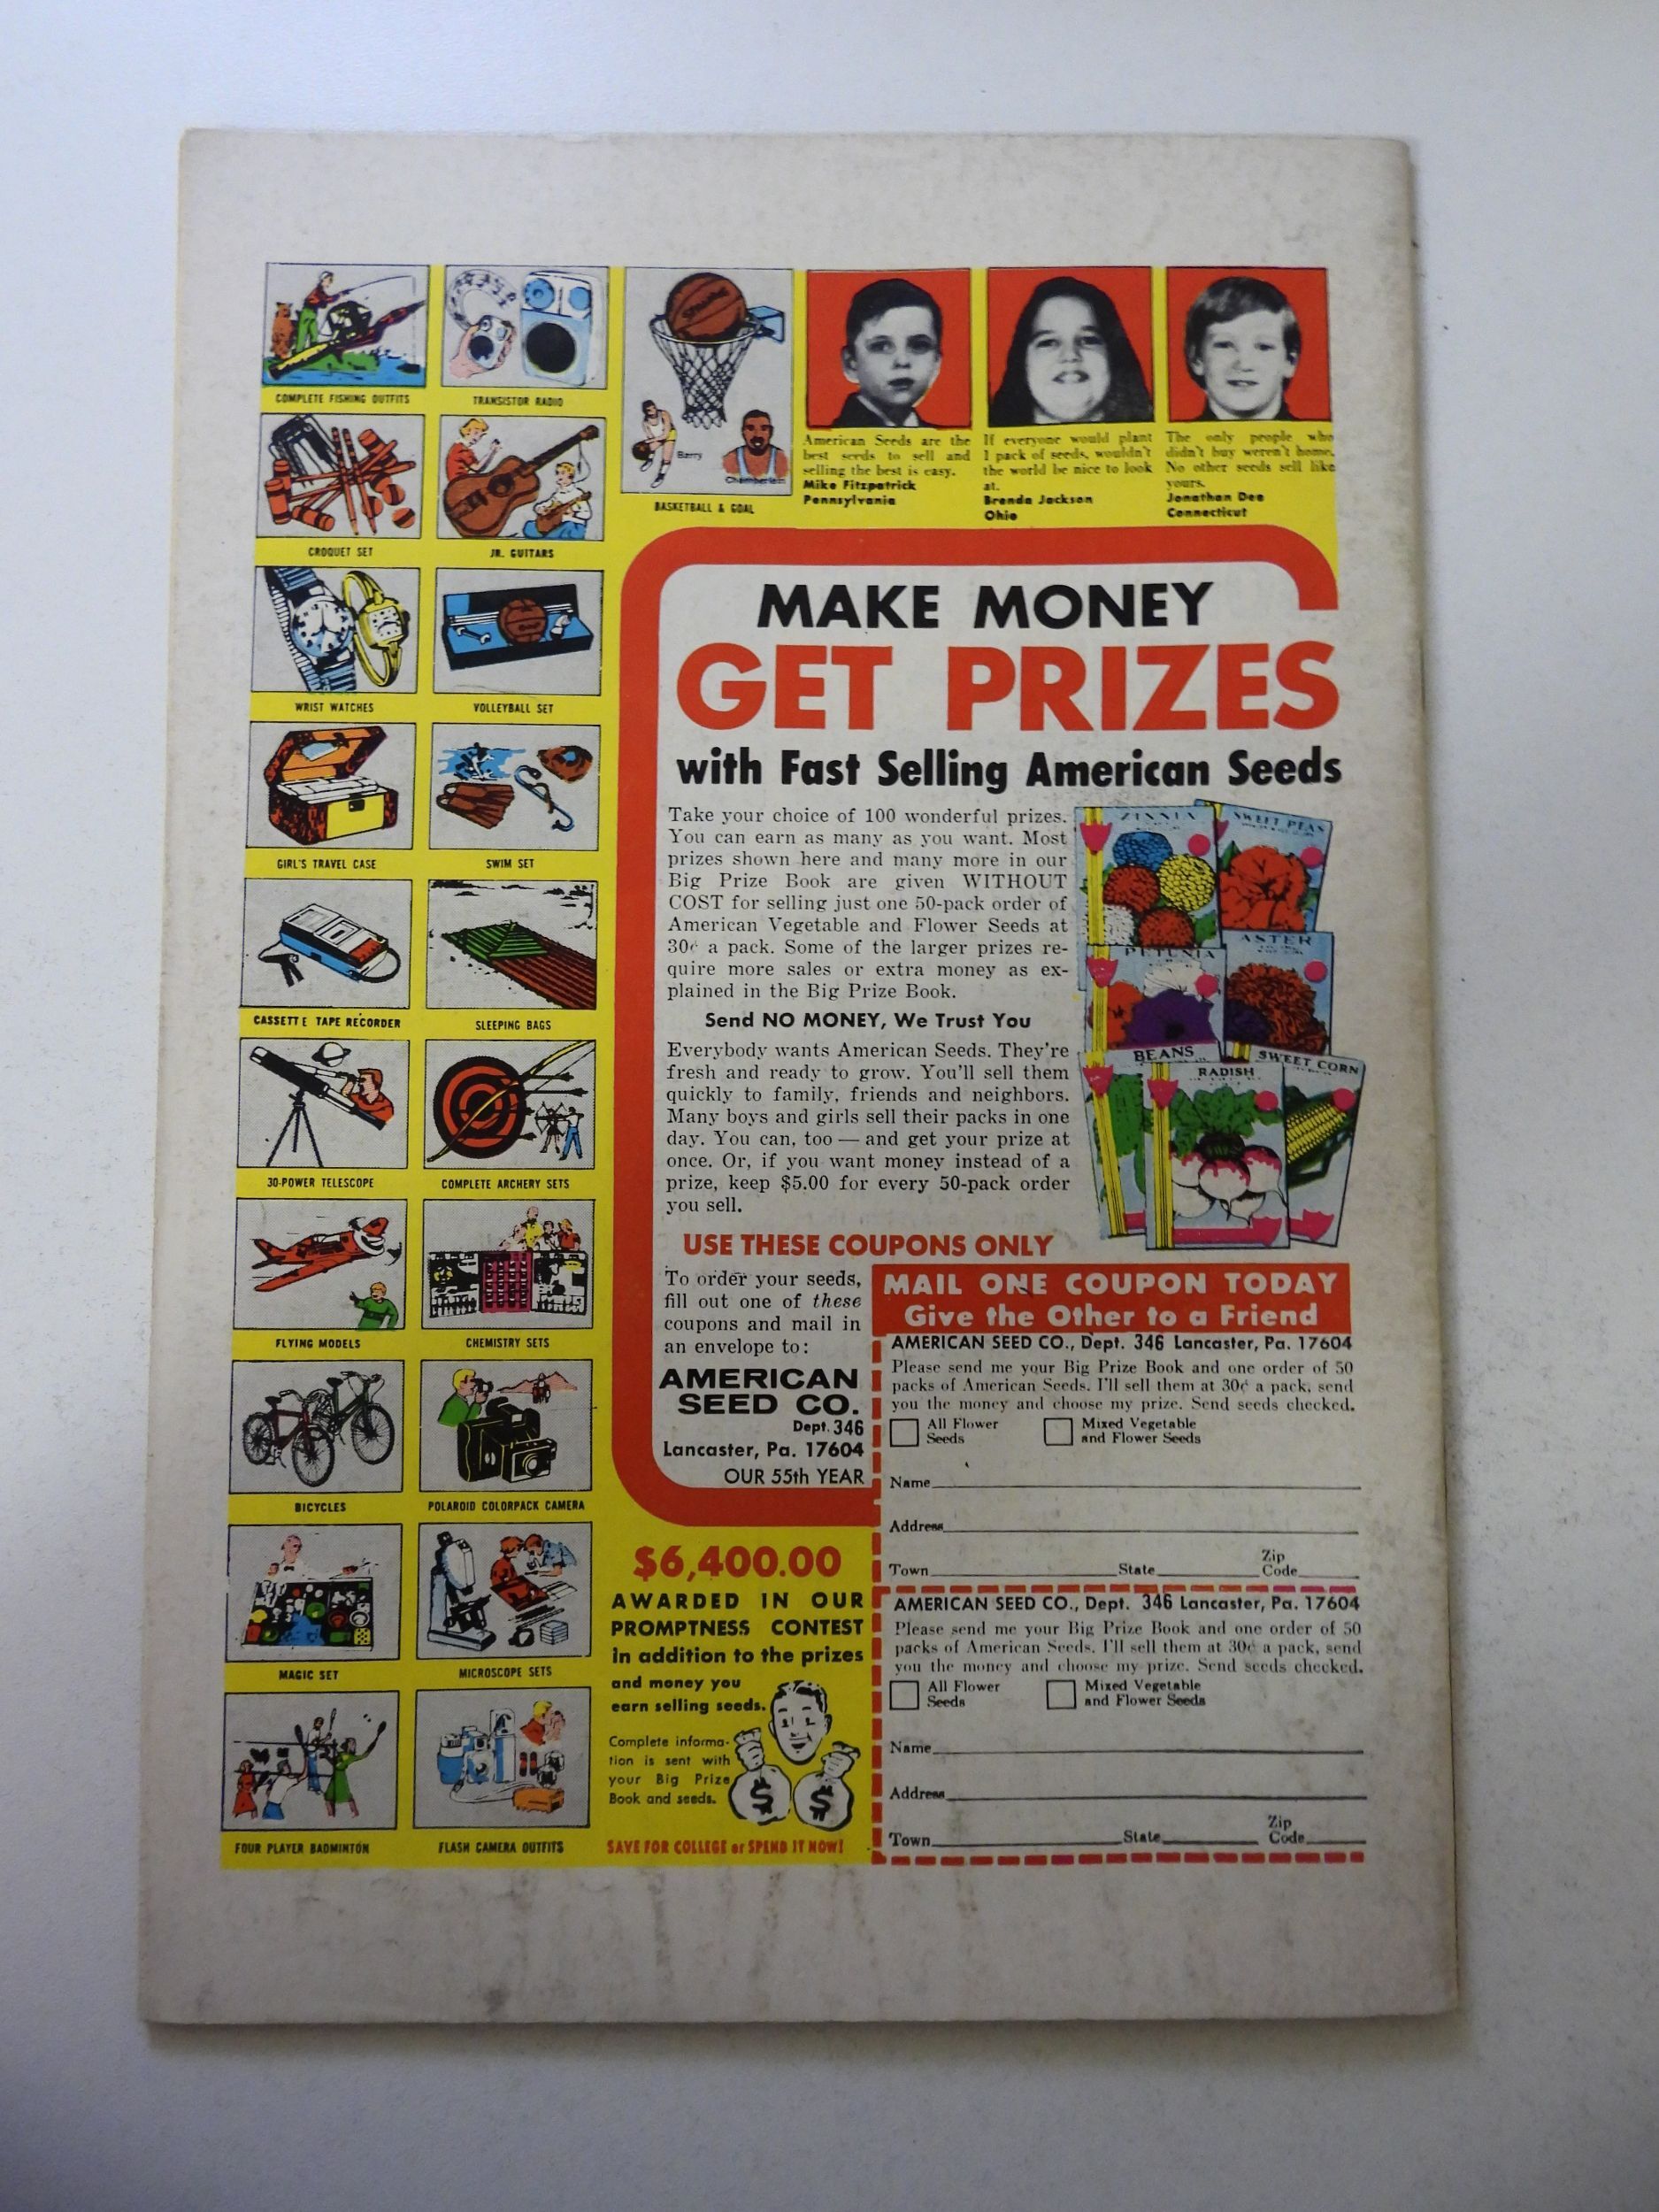 COMPLETE FISHING OUTFITS
TRANSISTOR RADIO
Barry
Chamberlain
BASKETBALL & GOAL
American Seeds are the
best seeds to sell and
selling the best is easy.
Mike Fitzpatrick
Pennsylvania
If everyone would plant
1 pack of seeds, wouldn't
the world be nice to look
at.
Brenda Jackson
Ohio
The only people who
didn't buy weren't home.
No other seeds sell like
yours.
Jonathan Dee
Connecticut
CROQUET SET
JR. GUITARS
WRIST WATCHES
VOLLEYBALL SET
GIRL'S TRAVEL CASE
SWIM SET
CASSETTE TAPE RECORDER
SLEEPING BAGS
30-POWER TELESCOPE
COMPLETE ARCHERY SETS
FLYING MODELS
CHEMISTRY SETS
BICYCLES
POLAROID COLORPACK CAMERA
MAGIC SET
MICROSCOPE SETS
FOUR PLAYER BADMINTON
FLASH CAMERA OUTFITS
MAKE MONEY
GET PRIZES
with Fast Selling American Seeds
Take your choice of 100 wonderful prizes.
You can earn as many as you want. Most
prizes shown here and many more in our
Big Prize Book are given WITHOUT
COST for selling just one 50-pack order of
American Vegetable and Flower Seeds at
30¢ a pack. Some of the larger prizes re-
quire more sales or extra money as ex-
plained in the Big Prize Book.
Send NO MONEY, We Trust You
Everybody wants American Seeds. They're
fresh and ready to grow. You'll sell them
quickly to family, friends and neighbors.
Many boys and girls sell their packs in one
day. You can, too — and get your prize at
once. Or, if you want money instead of a
prize, keep $5.00 for every 50-pack order
you sell.
ZINNIA
SWEET PEAS
PETUNIA
ASTER
BEANS
RADISH
SWEET CORN
USE THESE COUPONS ONLY
To order your seeds,
fill out one of these
coupons and mail in
an envelope to:
AMERICAN
SEED CO.
Dept. 346
Lancaster, Pa. 17604
OUR 55th YEAR
MAIL ONE COUPON TODAY
Give the Other to a Friend
AMERICAN SEED CO., Dept. 346 Lancaster, Pa. 17604
Please send me your Big Prize Book and one order of 50
packs of American Seeds. I'll sell them at 30¢ a pack, send
you the money and choose my prize. Send seeds checked.
All Flower
Seeds
Mixed Vegetable
and Flower Seeds
Name
Address
Town State Zip
Code
AMERICAN SEED CO., Dept. 346 Lancaster, Pa. 17604
Please send me your Big Prize Book and one order of 50
packs of American Seeds. I'll sell them at 30¢ a pack, send
you the money and choose my prize. Send seeds checked.
All Flower
Seeds
Mixed Vegetable
and Flower Seeds
Name
Address
Town State Zip
Code
$6,400.00
AWARDED IN OUR
PROMPTNESS CONTEST
in addition to the prizes
and money you
earn selling seeds.
Complete informa-
tion is sent with
your Big Prize
Book and seeds.
$ $
SAVE FOR COLLEGE or SPEND IT NOW!